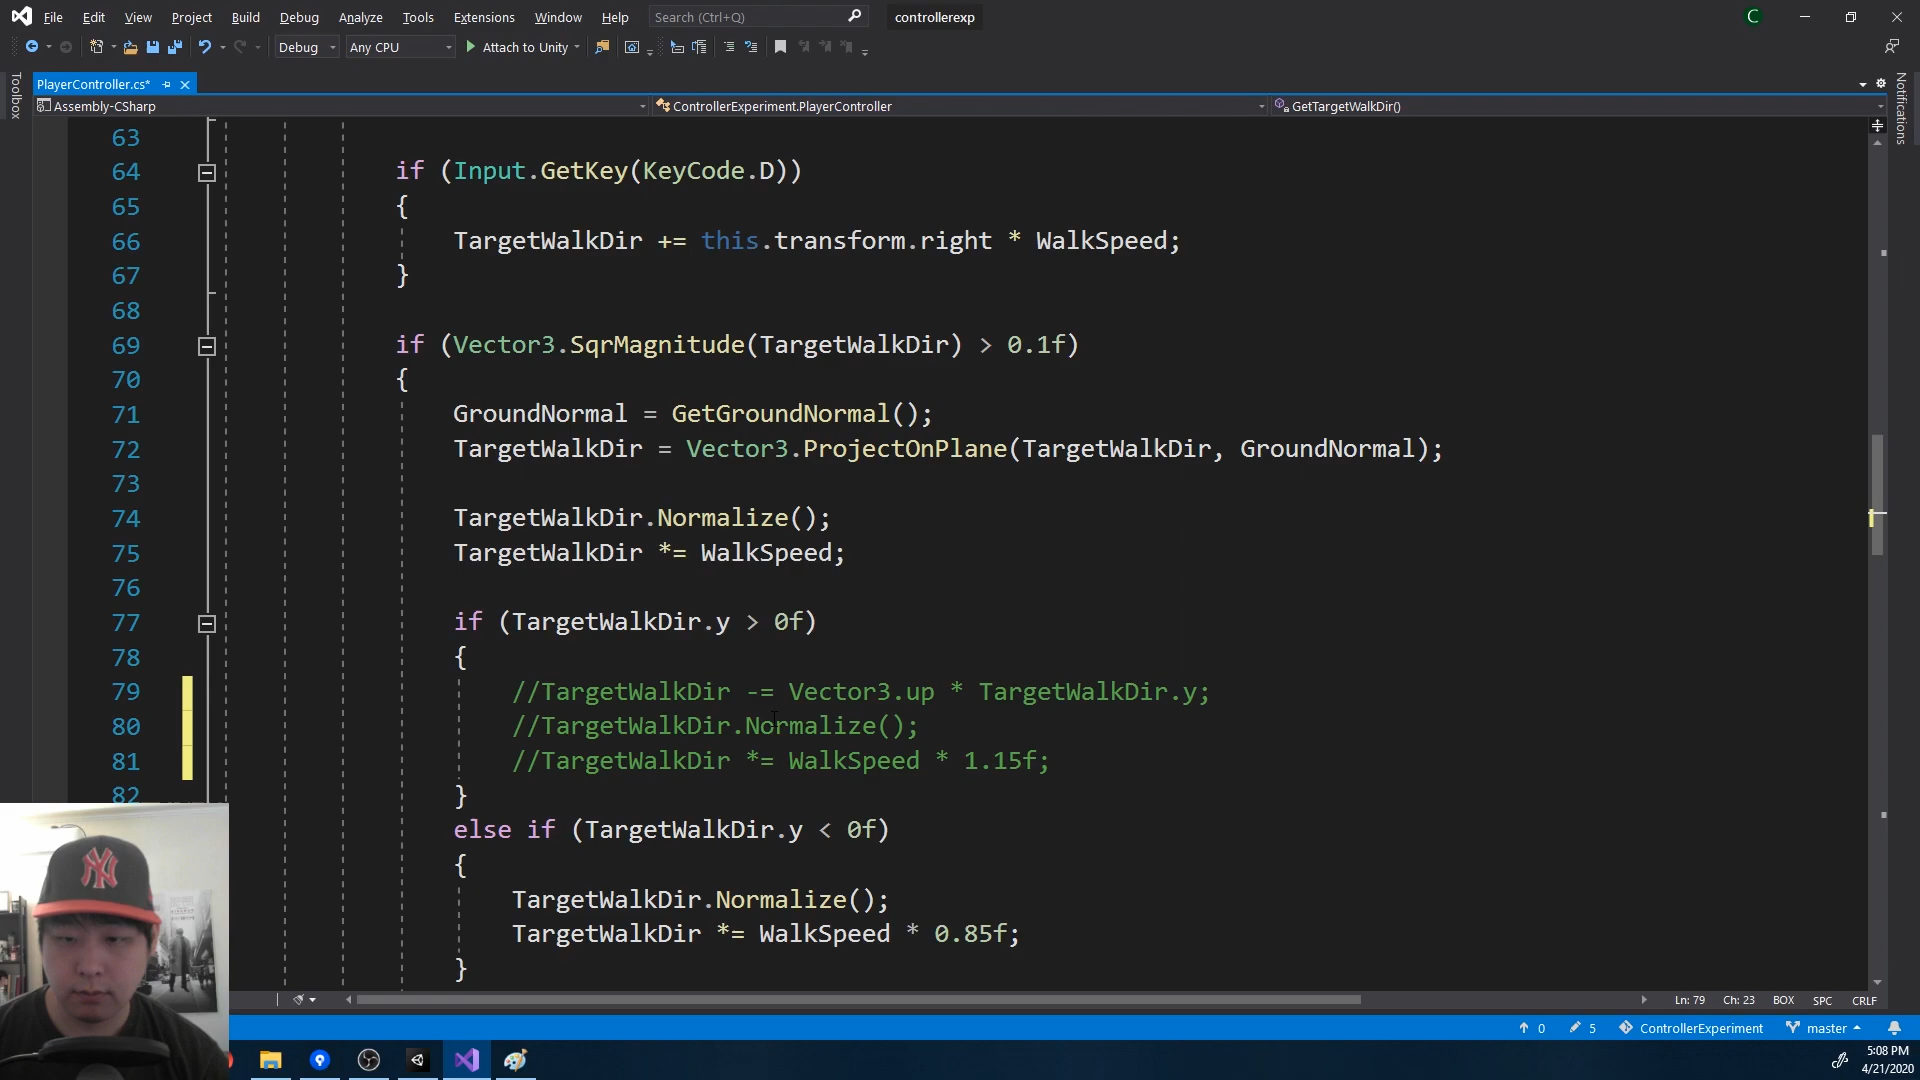 File Edit View Project Build Debug Analyze Tools Extensions Window Help Search (Ctrl+Q) controllerexp C
Debug Any CPU Attach to Unity
Toolbox
PlayerController.cs*
Notifications
Assembly-CSharp ControllerExperiment.PlayerController GetTargetWalkDir()
63
64 if (Input.GetKey(KeyCode.D))
65 {
66 TargetWalkDir += this.transform.right * WalkSpeed;
67 }
68
69 if (Vector3.SqrMagnitude(TargetWalkDir) > 0.1f)
70 {
71 GroundNormal = GetGroundNormal();
72 TargetWalkDir = Vector3.ProjectOnPlane(TargetWalkDir, GroundNormal);
73
74 TargetWalkDir.Normalize();
75 TargetWalkDir *= WalkSpeed;
76
77 if (TargetWalkDir.y > 0f)
78 {
79 //TargetWalkDir -= Vector3.up * TargetWalkDir.y;
80 //TargetWalkDir.Normalize();
81 //TargetWalkDir *= WalkSpeed * 1.15f;
82 }
else if (TargetWalkDir.y < 0f)
{
TargetWalkDir.Normalize();
TargetWalkDir *= WalkSpeed * 0.85f;
}
Ln: 79 Ch: 23 BOX SPC CRLF
0 5 ControllerExperiment master
5:08 PM
4/21/2020